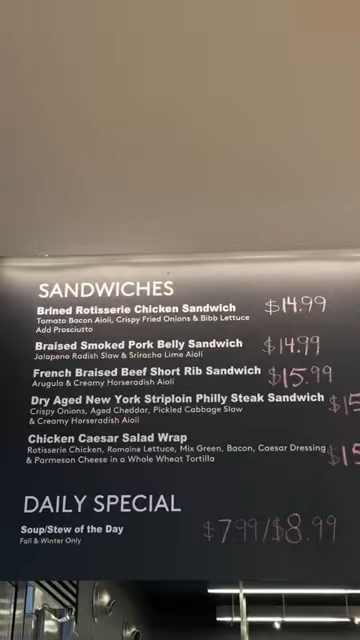 SANDWICHES
Brined Rotisserie Chicken Sandwich $14.99
Tomato Bacon Aioli, Crispy Fried Onions & Bibb Lettuce
Add Prosciutto
Braised Smoked Pork Belly Sandwich $14.99
Jalapeno Radish Slaw & Sriracha Lime Aioli
French Braised Beef Short Rib Sandwich $15.99
Arugula & Creamy Horseradish Aioli
Dry Aged New York Striploin Philly Steak Sandwich $15
Crispy Onions, Aged Cheddar, Pickled Cabbage Slaw
& Creamy Horseradish Aioli
Chicken Caesar Salad Wrap
Rotisserie Chicken, Romaine Lettuce, Mix Green, Bacon, Caesar Dressing $15
& Parmesan Cheese in a Whole Wheat Tortilla
DAILY SPECIAL
Soup/Stew of the Day $7.99/$8.99
Fall & Winter Only